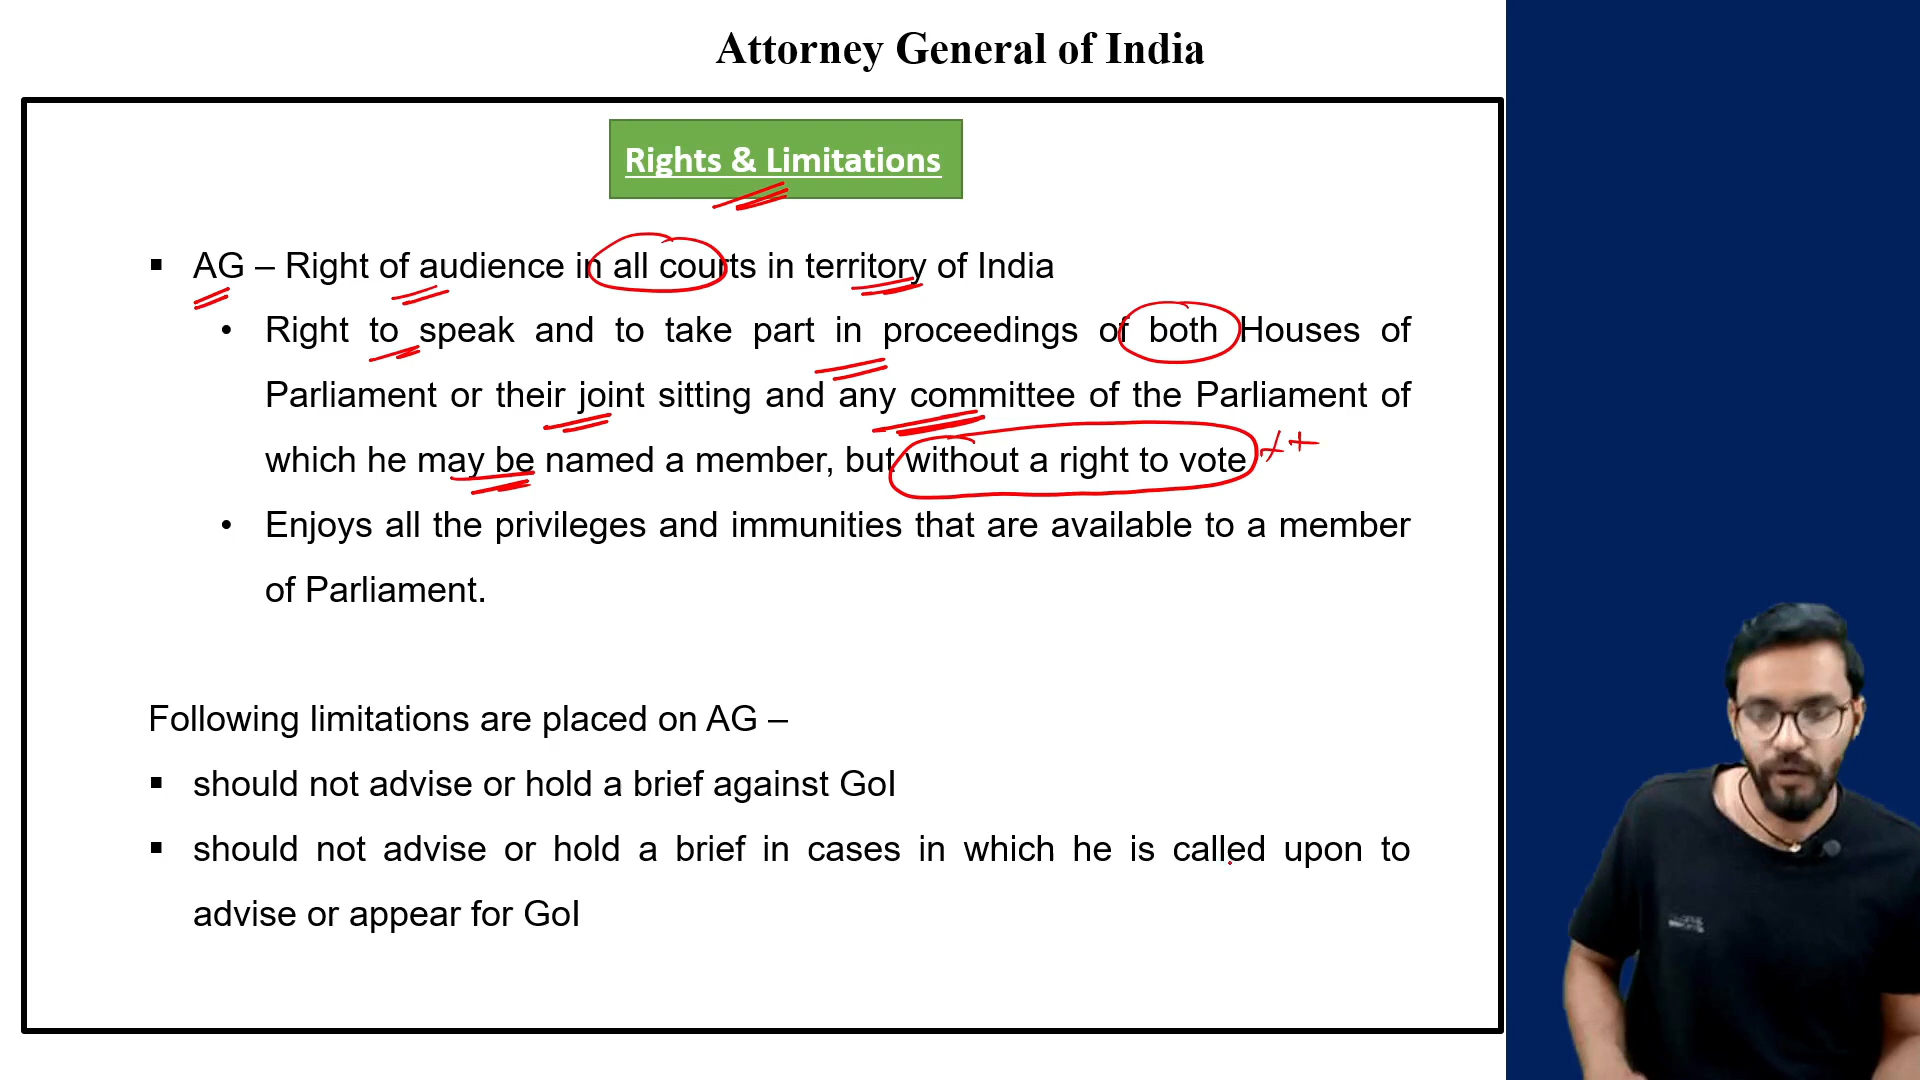 Attorney General of India
Rights & Limitations
▪ AG – Right of audience in all courts in territory of India
• Right to speak and to take part in proceedings of both Houses of
Parliament or their joint sitting and any committee of the Parliament of
which he may be named a member, but without a right to vote
• Enjoys all the privileges and immunities that are available to a member
of Parliament.
Following limitations are placed on AG –
▪ should not advise or hold a brief against GoI
▪ should not advise or hold a brief in cases in which he is called upon to
advise or appear for GoI